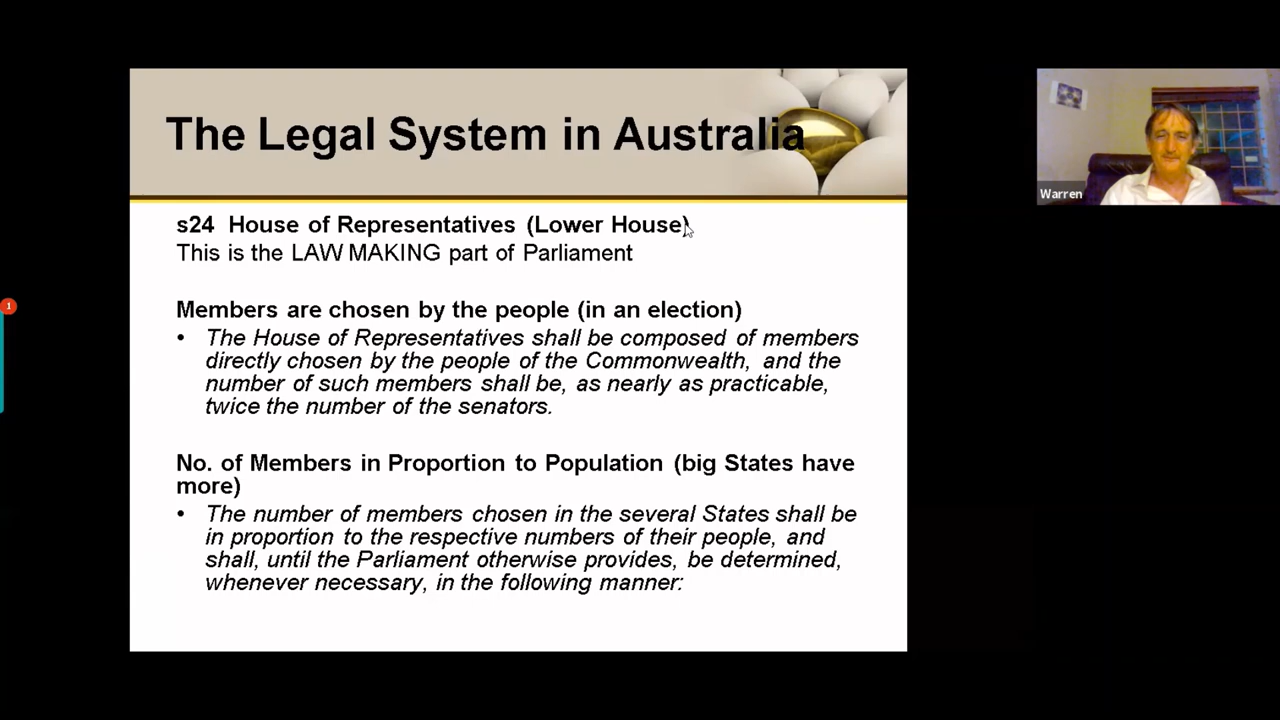 The Legal System in Australia
s24 House of Representatives (Lower House)
This is the LAW MAKING part of Parliament
Members are chosen by the people (in an election)
• The House of Representatives shall be composed of members
directly chosen by the people of the Commonwealth, and the
number of such members shall be, as nearly as practicable,
twice the number of the senators.
No. of Members in Proportion to Population (big States have
more)
• The number of members chosen in the several States shall be
in proportion to the respective numbers of their people, and
shall, until the Parliament otherwise provides, be determined,
whenever necessary, in the following manner:
Warren
1